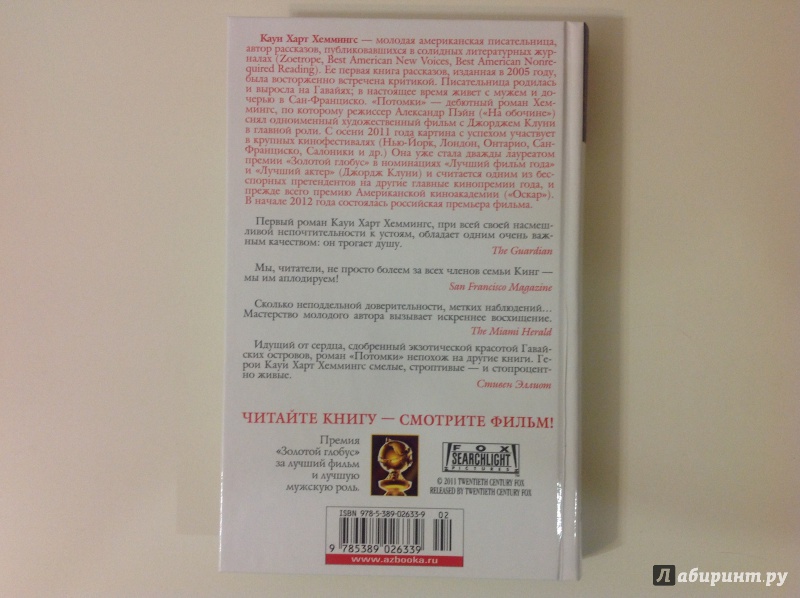 Кауи Харт Хеммингс — молодая американская писательница,
автор рассказов, публиковавшихся в солидных литературных жур-
налах (Zoetrope, Best American New Voices, Best American Nonre-
quired Reading). Ее первая книга рассказов, изданная в 2005 году,
была восторженно встречена критикой. Писательница родилась
и выросла на Гавайях; в настоящее время живет с мужем и до-
черью в Сан-Франциско. «Потомки» — дебютный роман Хем-
мингс, по которому режиссер Александр Пэйн («На обочине»)
снял одноименный художественный фильм с Джорджем Клуни
в главной роли. С осени 2011 года картина с успехом участвует
в крупных кинофестивалях (Нью-Йорк, Лондон, Онтарио, Сан-
Франциско, Салоники и др.) Она уже стала дважды лауреатом
премии «Золотой глобус» в номинациях «Лучший фильм года»
и «Лучший актер» (Джордж Клуни) и считается одним из бес-
спорных претендентов на другие главные кинопремии года, и
прежде всего премию Американской киноакадемии («Оскар»).
В начале 2012 года состоялась российская премьера фильма.
Первый роман Кауи Харт Хеммингс, при всей своей насмеш-
ливой непочтительности к устоям, обладает одним очень важ-
ным качеством: он трогает душу.
The Guardian
Мы, читатели, не просто болеем за всех членов семьи Кинг —
мы им аплодируем!
San Francisco Magazine
Сколько неподдельной доверительности, метких наблюдений...
Мастерство молодого автора вызывает искреннее восхищение.
The Miami Herald
Идущий от сердца, сдобренный экзотической красотой Гавай-
ских островов, роман «Потомки» непохож на другие книги. Ге-
рои Кауи Харт Хеммингс смелые, строптивые — и стопроцент-
но живые.
Стивен Эллиот
ЧИТАЙТЕ КНИГУ — СМОТРИТЕ ФИЛЬМ!
Премия
«Золотой глобус»
за лучший фильм
и лучшую
мужскую роль.
FOX
SEARCHLIGHT
PICTURES
© 2011 TWENTIETH CENTURY FOX
RELEASED BY TWENTIETH CENTURY FOX
ISBN 978-5-389-02633-9 02
9 785389 026339
www.azbooka.ru
Лабиринт.ру